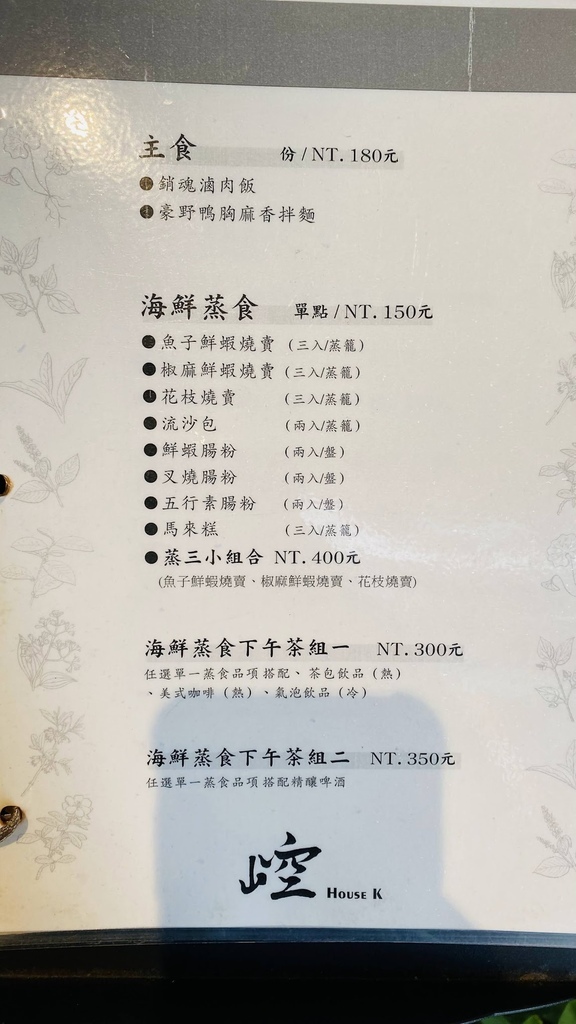 主食 份/NT.180元
銷魂滷肉飯
豪野鴨胸麻香拌麵
海鮮蒸食 單點/NT.150元
魚子鮮蝦燒賣 (三入/蒸籠)
椒麻鮮蝦燒賣 (三入/蒸籠)
花枝燒賣 (三入/蒸籠)
流沙包 (兩入/蒸籠)
鮮蝦腸粉 (兩入/盤)
叉燒腸粉 (兩入/盤)
五行素腸粉 (兩入/盤)
馬來糕 (三入/蒸籠)
蒸三小組合 NT.400元
(魚子鮮蝦燒賣、椒麻鮮蝦燒賣、花枝燒賣)
海鮮蒸食下午茶組一 NT.300元
任選單一蒸食品項搭配、茶包飲品(熱)
、美式咖啡(熱)、氣泡飲品(冷)
海鮮蒸食下午茶組二 NT.350元
任選單一蒸食品項搭配精釀啤酒
崆 HOUSE K